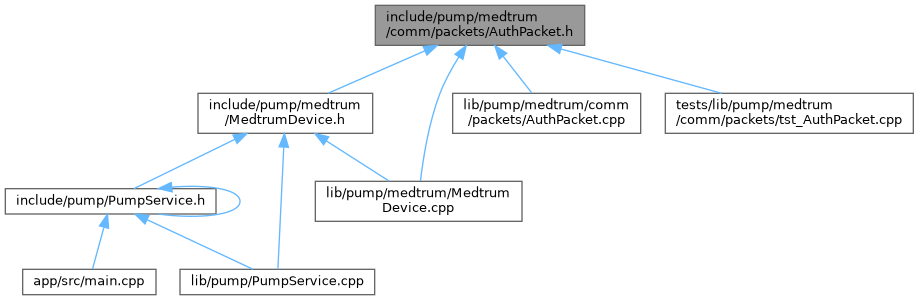 include/pump/medtrum
/comm/packets/AuthPacket.h
include/pump/medtrum
/MedtrumDevice.h
lib/pump/medtrum/comm
/packets/AuthPacket.cpp
tests/lib/pump/medtrum
/comm/packets/tst_AuthPacket.cpp
include/pump/PumpService.h
lib/pump/medtrum/Medtrum
Device.cpp
app/src/main.cpp
lib/pump/PumpService.cpp